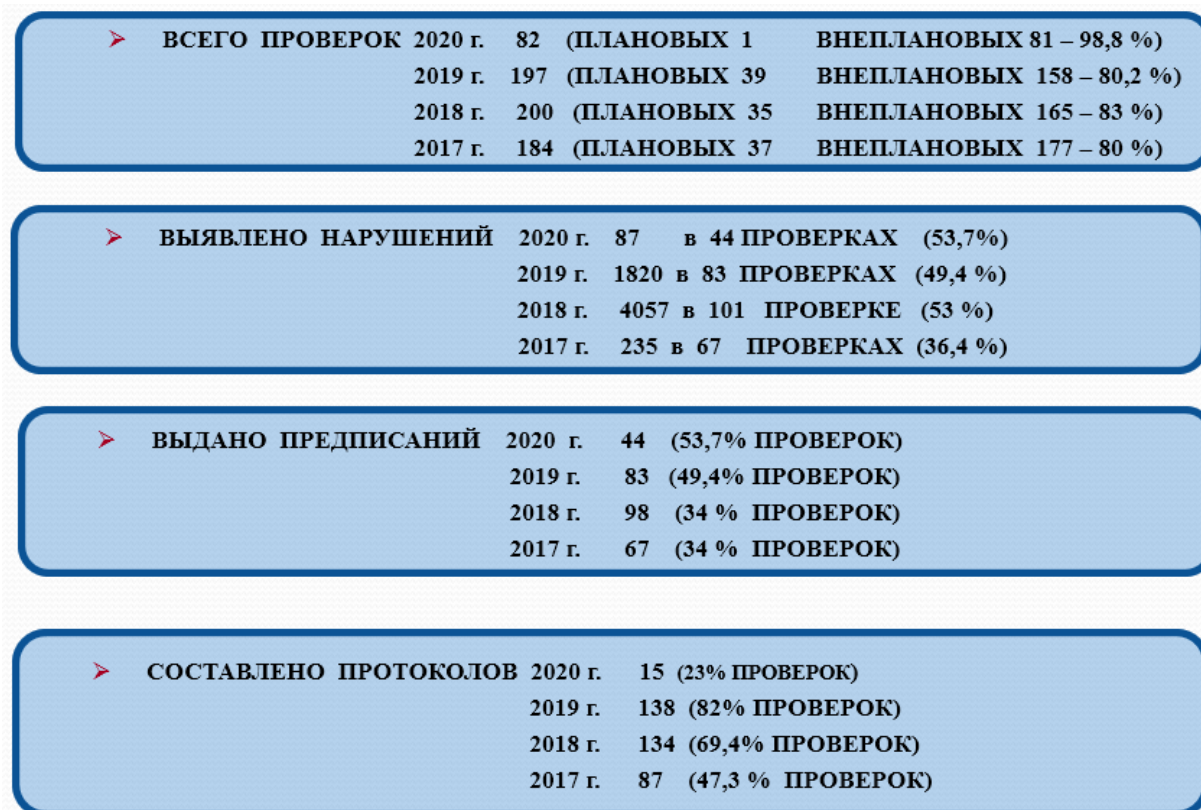 ➢ ВСЕГО ПРОВЕРОК 2020 г. 82 (ПЛАНОВЫХ 1 ВНЕПЛАНОВЫХ 81 – 98,8 %)
2019 г. 197 (ПЛАНОВЫХ 39 ВНЕПЛАНОВЫХ 158 – 80,2 %)
2018 г. 200 (ПЛАНОВЫХ 35 ВНЕПЛАНОВЫХ 165 – 83 %)
2017 г. 184 (ПЛАНОВЫХ 37 ВНЕПЛАНОВЫХ 177 – 80 %)
➢ ВЫЯВЛЕНО НАРУШЕНИЙ 2020 г. 87 в 44 ПРОВЕРКАХ (53,7%)
2019 г. 1820 в 83 ПРОВЕРКАХ (49,4 %)
2018 г. 4057 в 101 ПРОВЕРКЕ (53 %)
2017 г. 235 в 67 ПРОВЕРКАХ (36,4 %)
➢ ВЫДАНО ПРЕДПИСАНИЙ 2020 г. 44 (53,7% ПРОВЕРОК)
2019 г. 83 (49,4% ПРОВЕРОК)
2018 г. 98 (34 % ПРОВЕРОК)
2017 г. 67 (34 % ПРОВЕРОК)
➢ СОСТАВЛЕНО ПРОТОКОЛОВ 2020 г. 15 (23% ПРОВЕРОК)
2019 г. 138 (82% ПРОВЕРОК)
2018 г. 134 (69,4% ПРОВЕРОК)
2017 г. 87 (47,3 % ПРОВЕРОК)